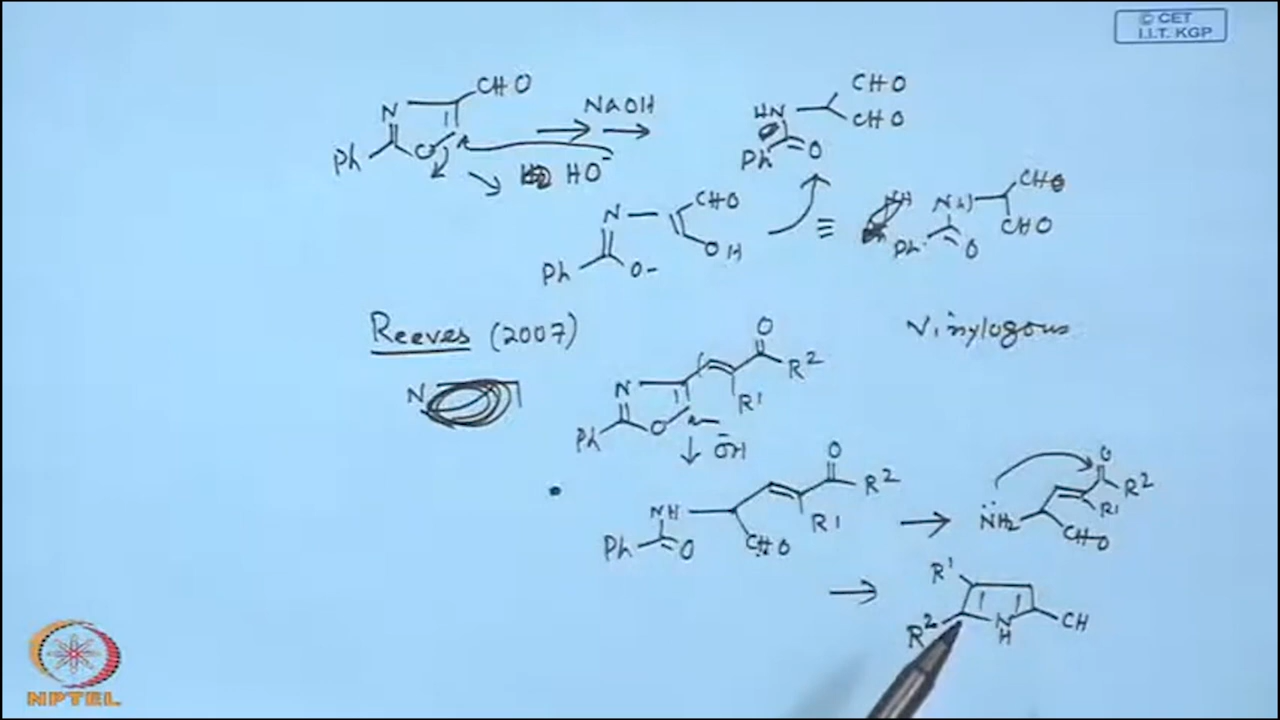 © CET
I.I.T. KGP
CHO
N
Ph
O
NaOH
HO⁻
CHO
HN
CHO
Ph
O
N
CHO
Ph
O-
OH
≡
N
CHO
CHO
Ph
O
Reeves (2007)
Vinylogous
N
N
O
R2
R1
Ph
O
OH
O
NH
R2
R1
Ph
O
CHO
O
R2
NH2
R1
CHO
R1
R2
N
H
CH
NPTEL